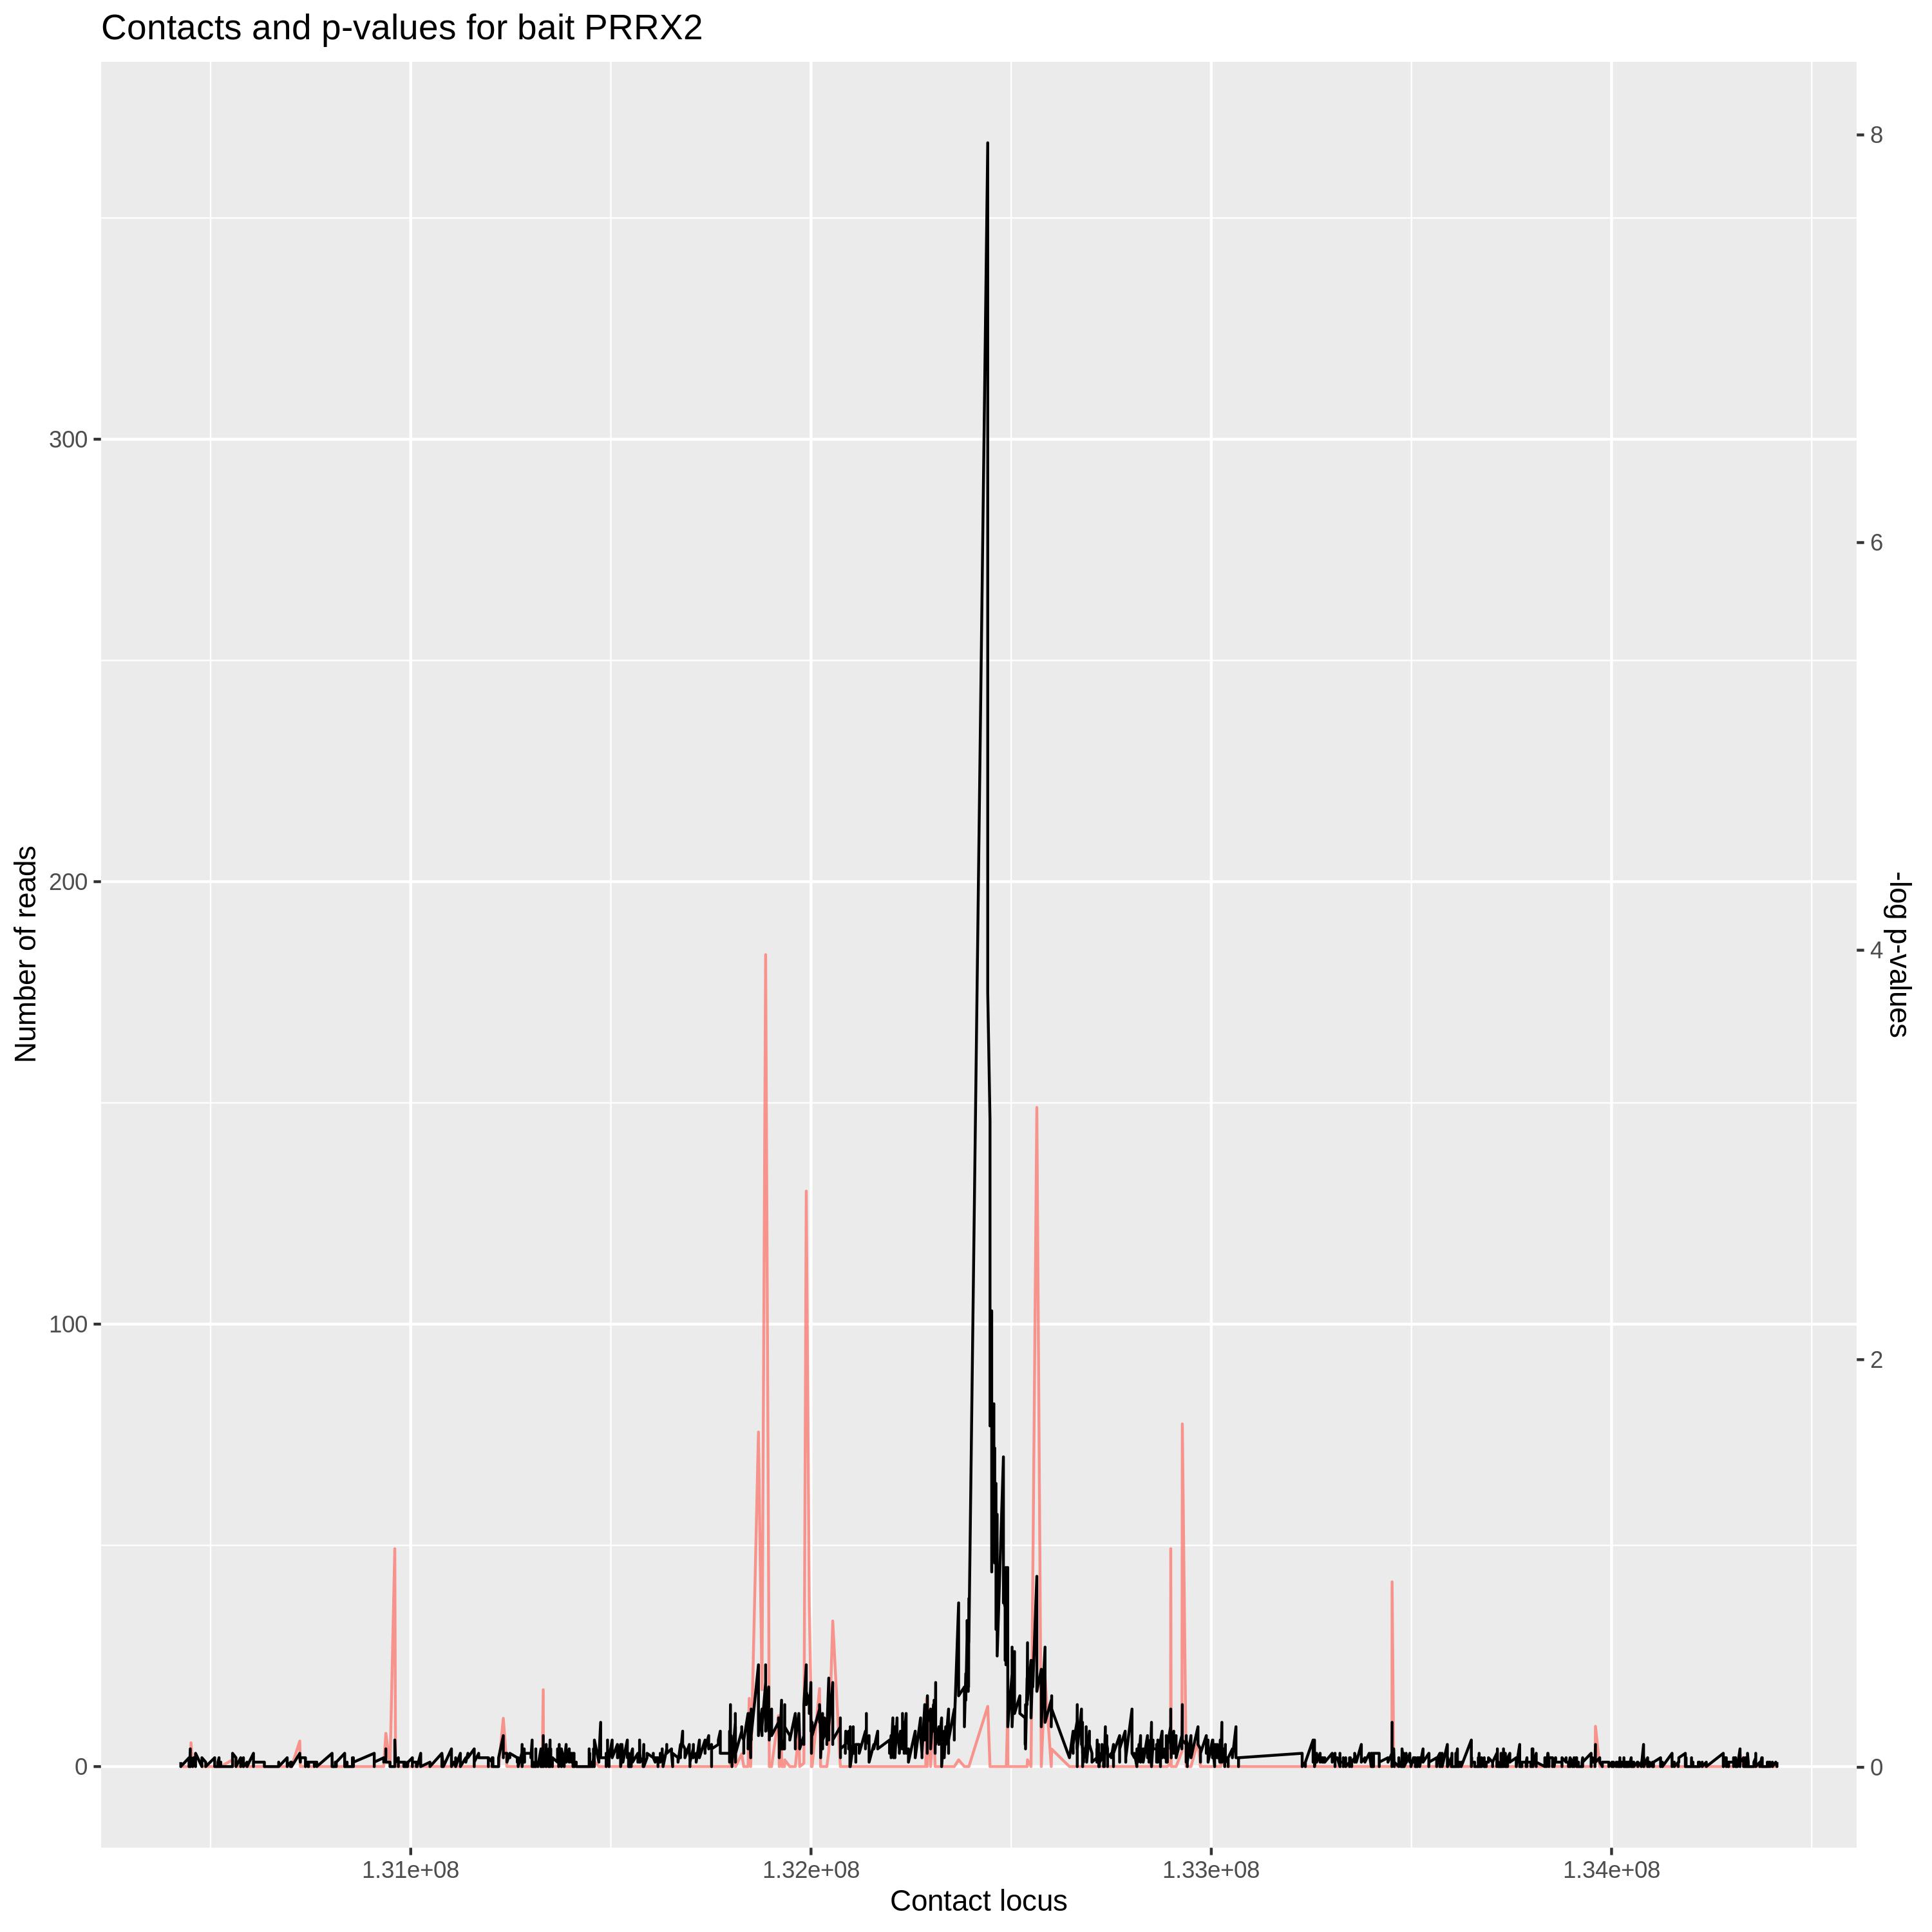 Contacts and p-values for bait PRRX2
Number of reads
300
200
100
0
8
6
4
2
0
-log p-values
1.31e+08
1.32e+08
1.33e+08
1.34e+08
Contact locus